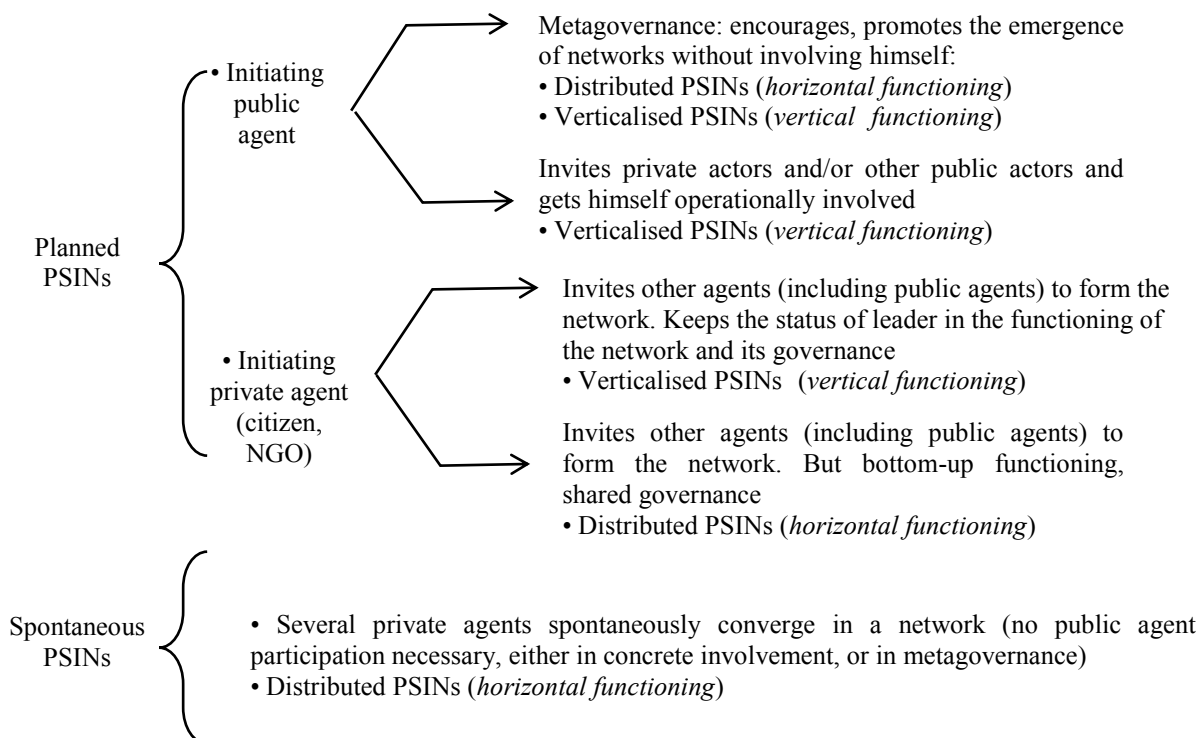 Metagovernance: encourages, promotes the emergence
of networks without involving himself:
• Distributed PSINs (horizontal functioning)
• Verticalised PSINs (vertical functioning)
• Initiating
public
agent
Invites private actors and/or other public actors and
gets himself operationally involved
• Verticalised PSINs (vertical functioning)
Planned
PSINs
Invites other agents (including public agents) to form the
network. Keeps the status of leader in the functioning of
the network and its governance
• Verticalised PSINs (vertical functioning)
• Initiating
private agent
(citizen,
NGO)
Invites other agents (including public agents) to
form the network. But bottom-up functioning,
shared governance
• Distributed PSINs (horizontal functioning)
Spontaneous
PSINs
• Several private agents spontaneously converge in a network (no public agent
participation necessary, either in concrete involvement, or in metagovernance)
• Distributed PSINs (horizontal functioning)